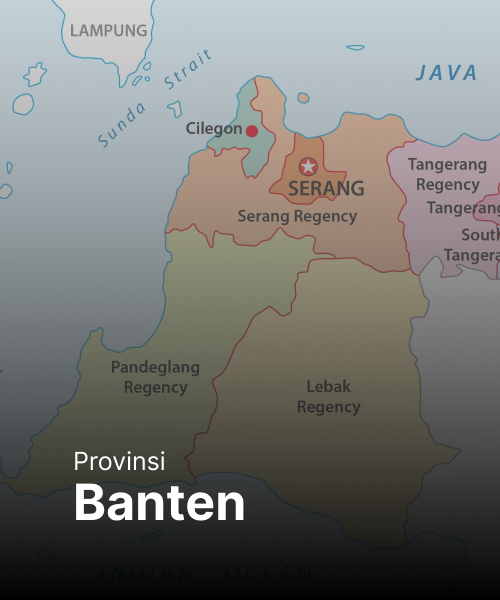 LAMPUNG
Sunda Strait
JAVA
Cilegon
SERANG
Serang Regency
Tangerang
Regency
Tangerang
South
Pandeglang
Regency
Lebak
Regency
Provinsi
Banten
INDIAN OCEAN